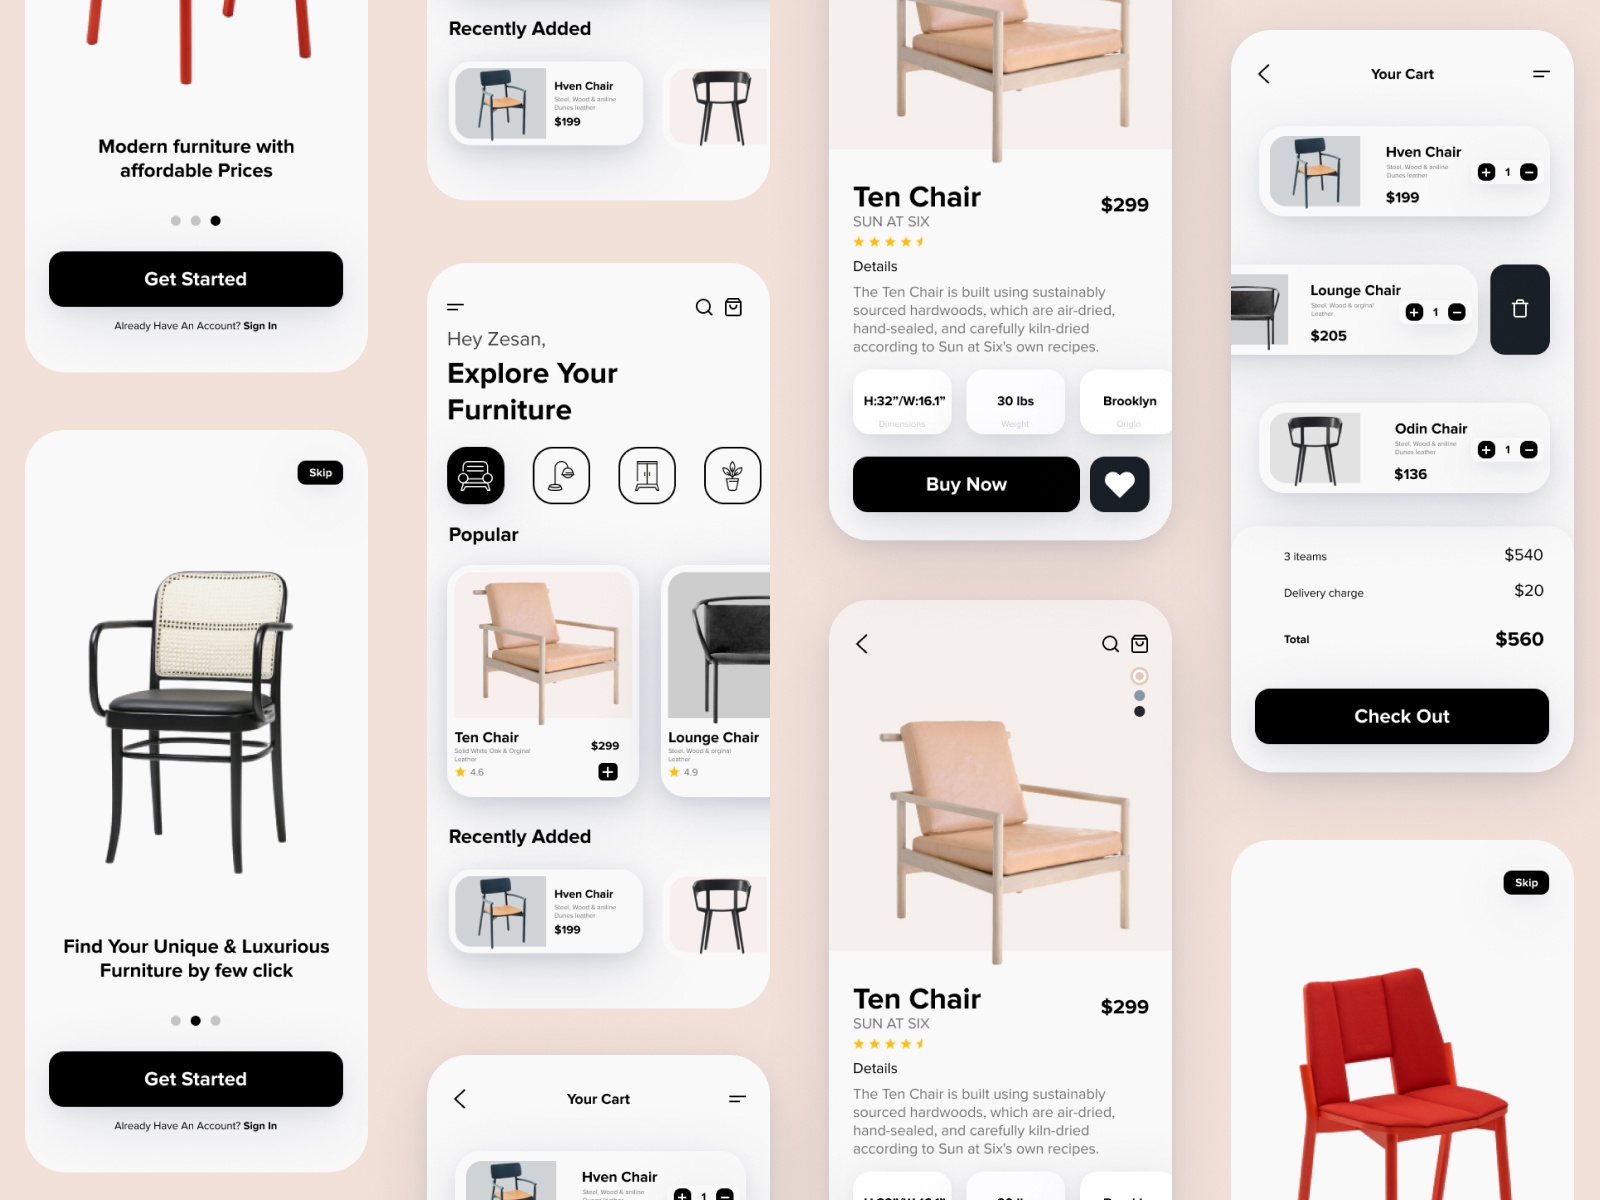 Modern furniture with
affordable Prices
Get Started
Already Have An Account? Sign In
Skip
Find Your Unique & Luxurious
Furniture by few click
Get Started
Already Have An Account? Sign In
Recently Added
Hven Chair
Steel, Wood & aniline
Dunes leather
$199
Hey Zesan,
Explore Your
Furniture
Popular
Ten Chair
Solid White Oak & Orginal
Leather
$299
4.6
Lounge Chair
Steel, Wood & orginal
Leather
4.9
Recently Added
Hven Chair
Steel, Wood & aniline
Dunes leather
$199
Your Cart
Hven Chair
1
Ten Chair
$299
SUN AT SIX
Details
The Ten Chair is built using sustainably
sourced hardwoods, which are air-dried,
hand-sealed, and carefully kiln-dried
according to Sun at Six's own recipes.
H:32”/W:16.1”
Dimensions
30 lbs
Weight
Brooklyn
Origin
Buy Now
Ten Chair
$299
SUN AT SIX
Details
The Ten Chair is built using sustainably
sourced hardwoods, which are air-dried,
hand-sealed, and carefully kiln-dried
according to Sun at Six's own recipes.
Your Cart
Hven Chair
Steel, Wood & aniline
Dunes leather
$199
1
Lounge Chair
Steel, Wood & orginal
Leather
$205
1
Odin Chair
Steel, Wood & aniline
Dunes leather
$136
1
3 iteams
$540
Delivery charge
$20
Total
$560
Check Out
Skip